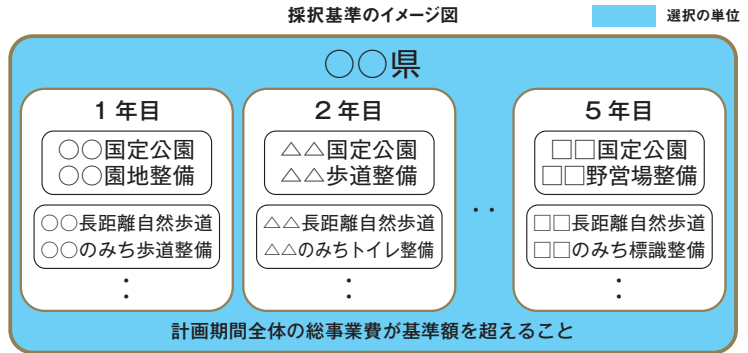 採択基準のイメージ図
選択の単位
○○県
1年目
○○国定公園
○○園地整備
○○長距離自然歩道
○○のみち歩道整備
：
2年目
△△国定公園
△△歩道整備
△△長距離自然歩道
△△のみちトイレ整備
：
・・
5年目
□□国定公園
□□野営場整備
□□長距離自然歩道
□□のみち標識整備
：
計画期間全体の総事業費が基準額を超えること